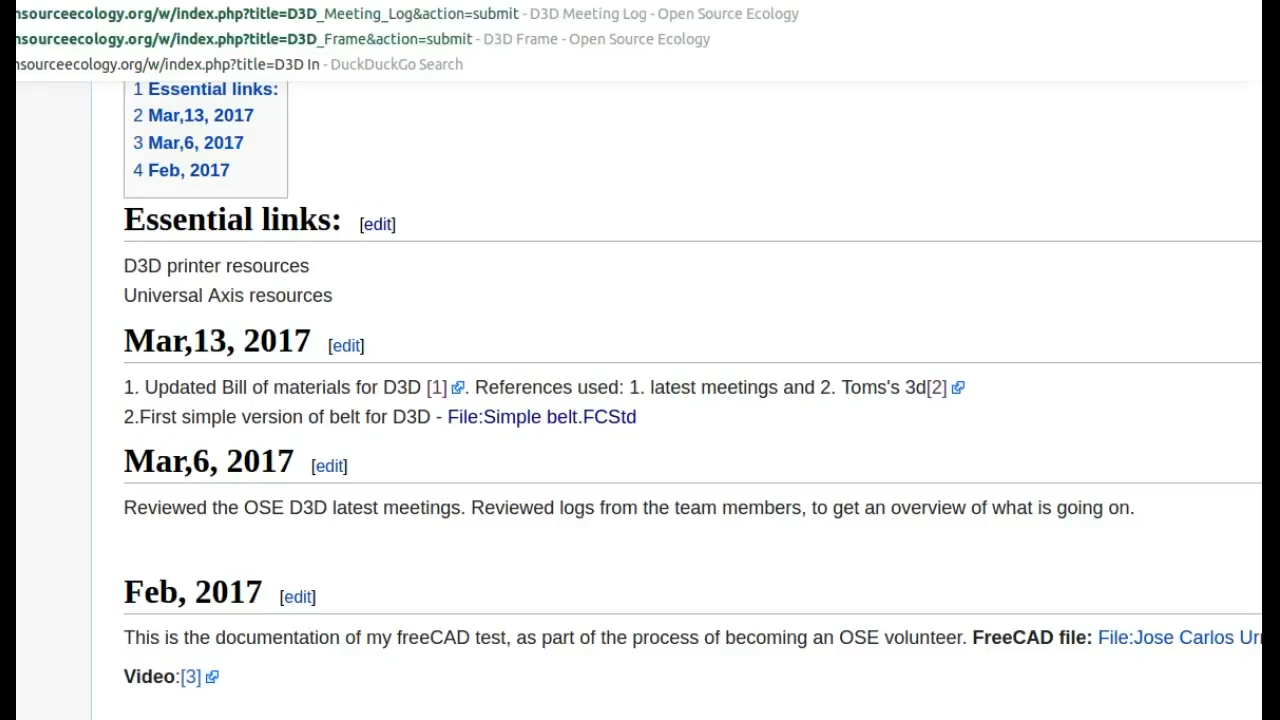 nsourceecology.org/w/index.php?title=D3D_Meeting_Log&action=submit - D3D Meeting Log - Open Source Ecology
nsourceecology.org/w/index.php?title=D3D_Frame&action=submit - D3D Frame - Open Source Ecology
nsourceecology.org/w/index.php?title=D3D In - DuckDuckGo Search
1 Essential links:
2 Mar,13, 2017
3 Mar,6, 2017
4 Feb, 2017
Essential links: [edit]
D3D printer resources
Universal Axis resources
Mar,13, 2017 [edit]
1. Updated Bill of materials for D3D [1]. References used: 1. latest meetings and 2. Toms's 3d[2]
2.First simple version of belt for D3D - File:Simple belt.FCStd
Mar,6, 2017 [edit]
Reviewed the OSE D3D latest meetings. Reviewed logs from the team members, to get an overview of what is going on.
Feb, 2017 [edit]
This is the documentation of my freeCAD test, as part of the process of becoming an OSE volunteer. FreeCAD file: File:Jose Carlos
Video:[3]